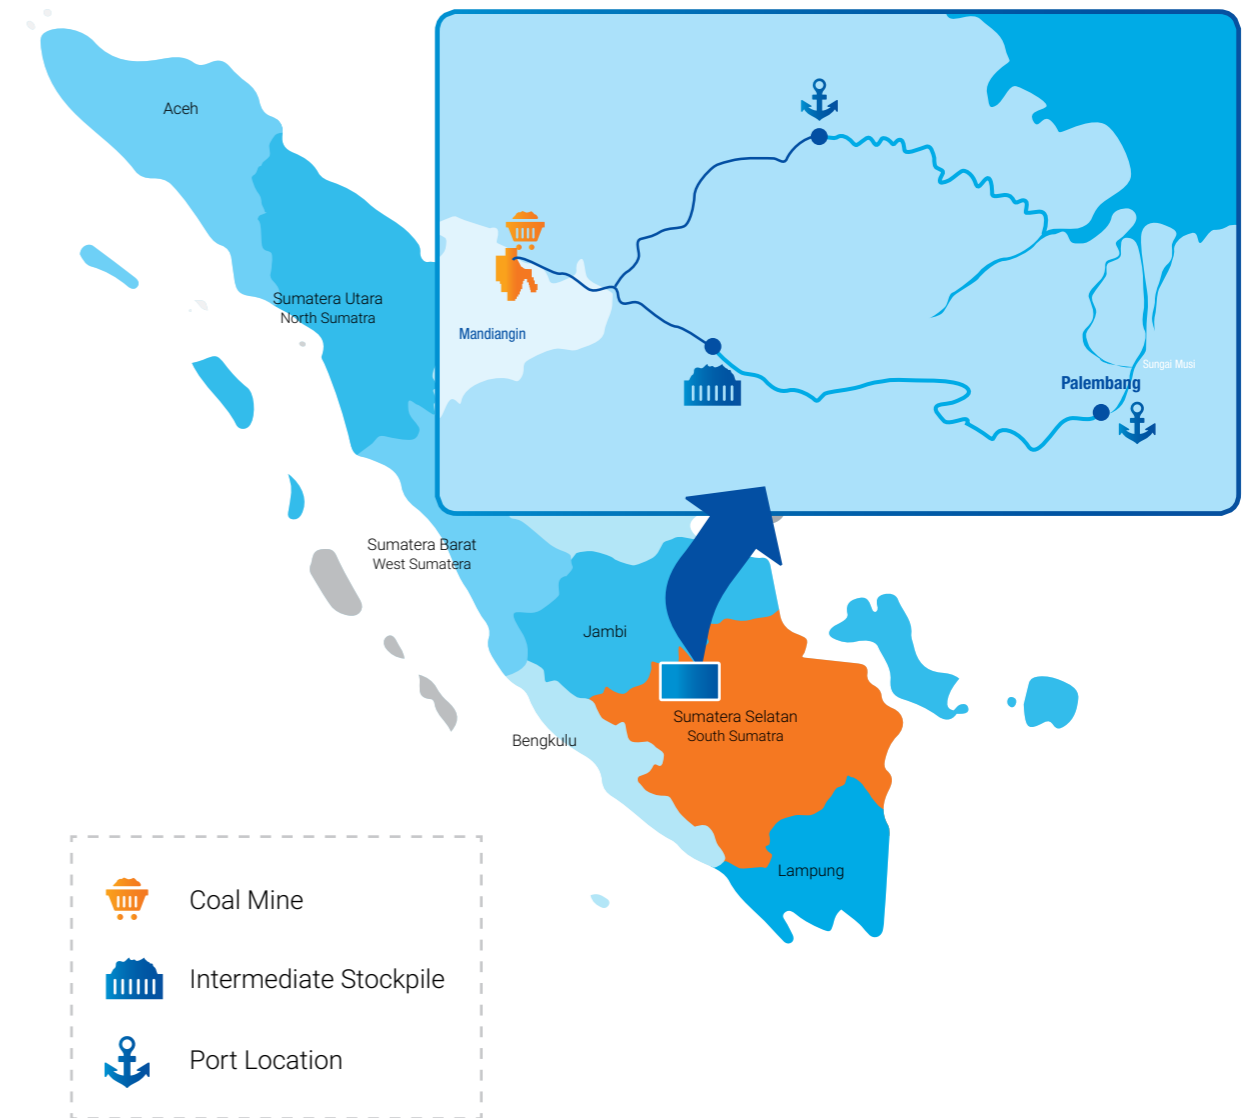 Aceh
Sumatera Utara
North Sumatra
Mandiangin
Sungai Musi
Palembang
Sumatera Barat
West Sumatera
Jambi
Sumatera Selatan
South Sumatra
Bengkulu
Lampung
Coal Mine
Intermediate Stockpile
Port Location